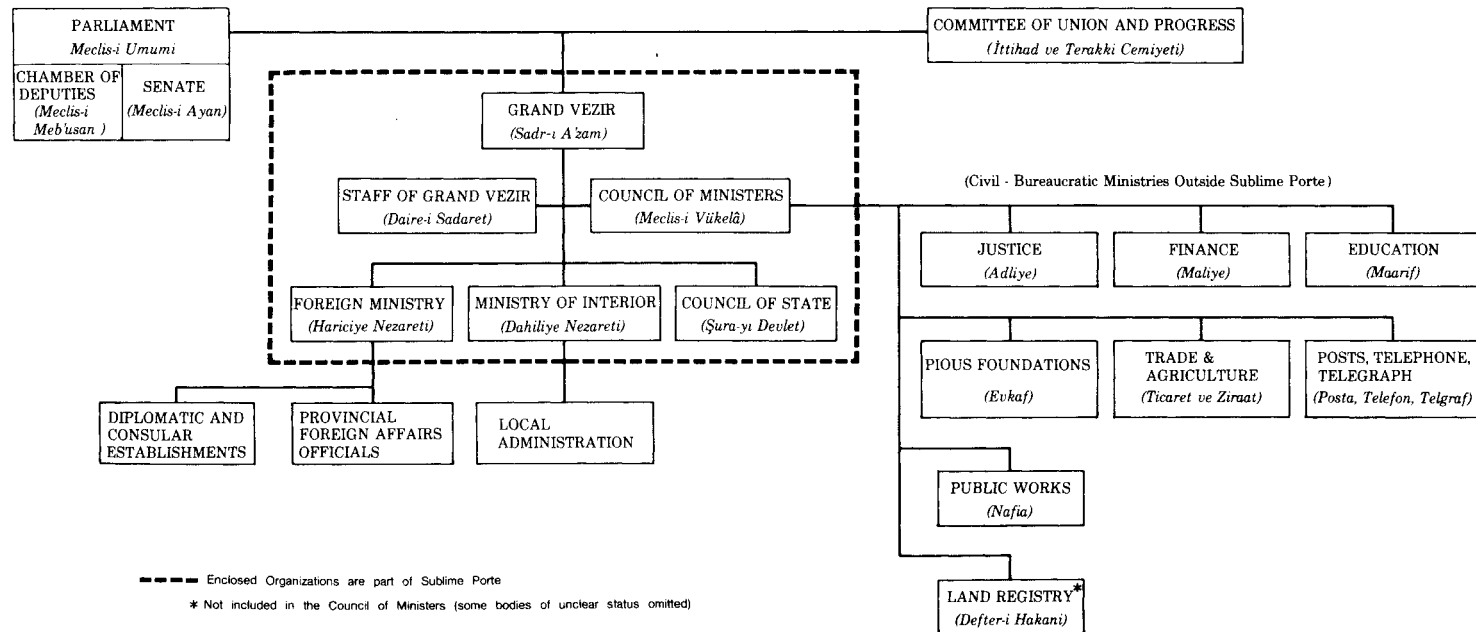 PARLIAMENT
Meclis-i Umumi
CHAMBER OF
DEPUTIES
(Meclis-i
Meb'usan )
SENATE
(Meclis-i Ayan)
COMMITTEE OF UNION AND PROGRESS
(İttihad ve Terakki Cemiyeti)
GRAND VEZIR
(Sadr-ı A'zam)
STAFF OF GRAND VEZIR
(Daire-i Sadaret)
COUNCIL OF MINISTERS
(Meclis-i Vükelâ)
(Civil - Bureaucratic Ministries Outside Sublime Porte)
JUSTICE
(Adliye)
FINANCE
(Maliye)
EDUCATION
(Maarif)
FOREIGN MINISTRY
(Hariciye Nezareti)
MINISTRY OF INTERIOR
(Dahiliye Nezareti)
COUNCIL OF STATE
(Şura-yı Devlet)
PIOUS FOUNDATIONS
(Evkaf)
TRADE &
AGRICULTURE
(Ticaret ve Ziraat)
POSTS, TELEPHONE,
TELEGRAPH
(Posta, Telefon, Telgraf)
DIPLOMATIC AND
CONSULAR
ESTABLISHMENTS
PROVINCIAL
FOREIGN AFFAIRS
OFFICIALS
LOCAL
ADMINISTRATION
PUBLIC WORKS
(Nafia)
LAND REGISTRY*
(Defter-i Hakani)
Enclosed Organizations are part of Sublime Porte
* Not included in the Council of Ministers (some bodies of unclear status omitted)